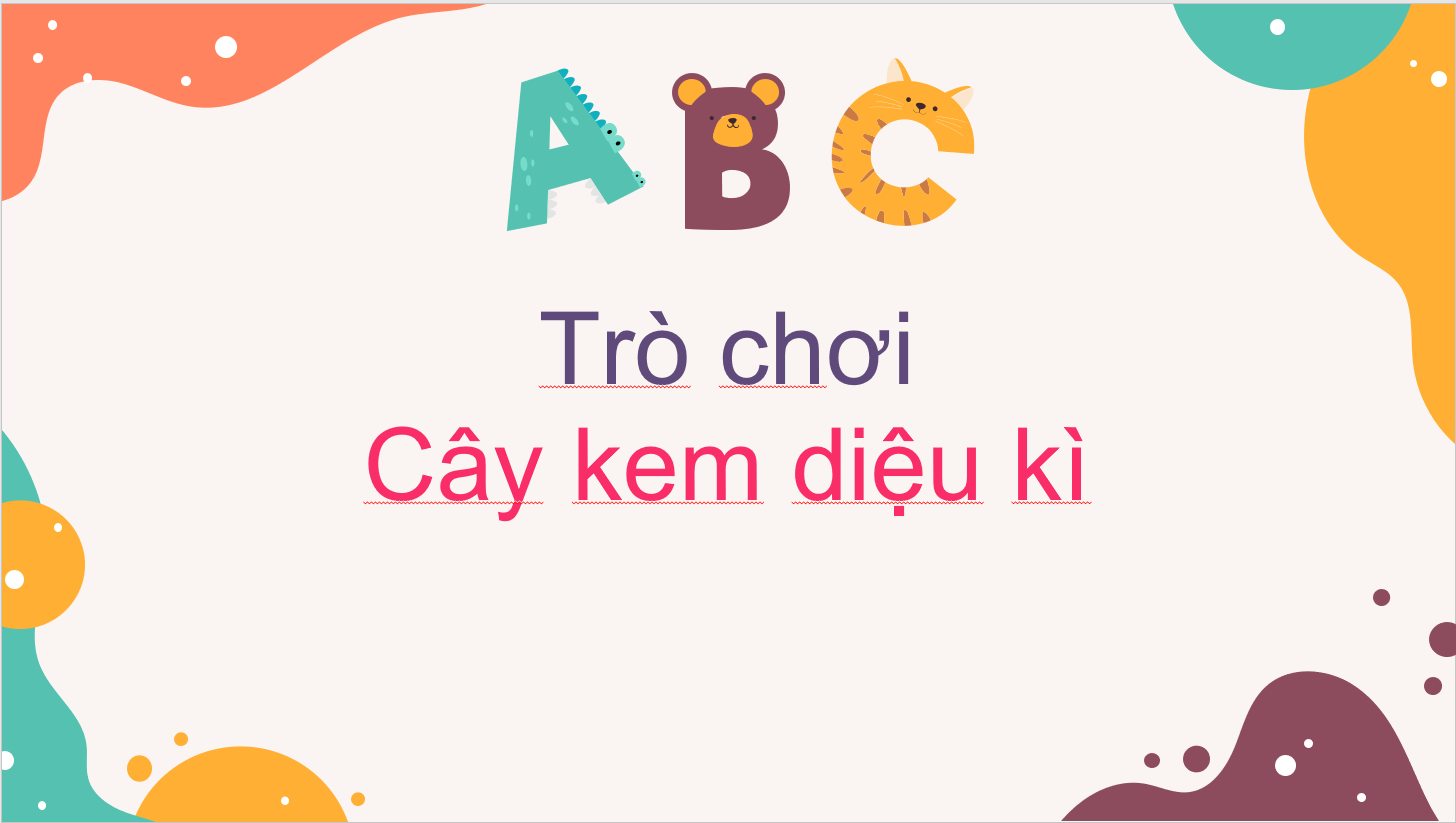 ABC
Trò chơi
Cây kem diệu kì